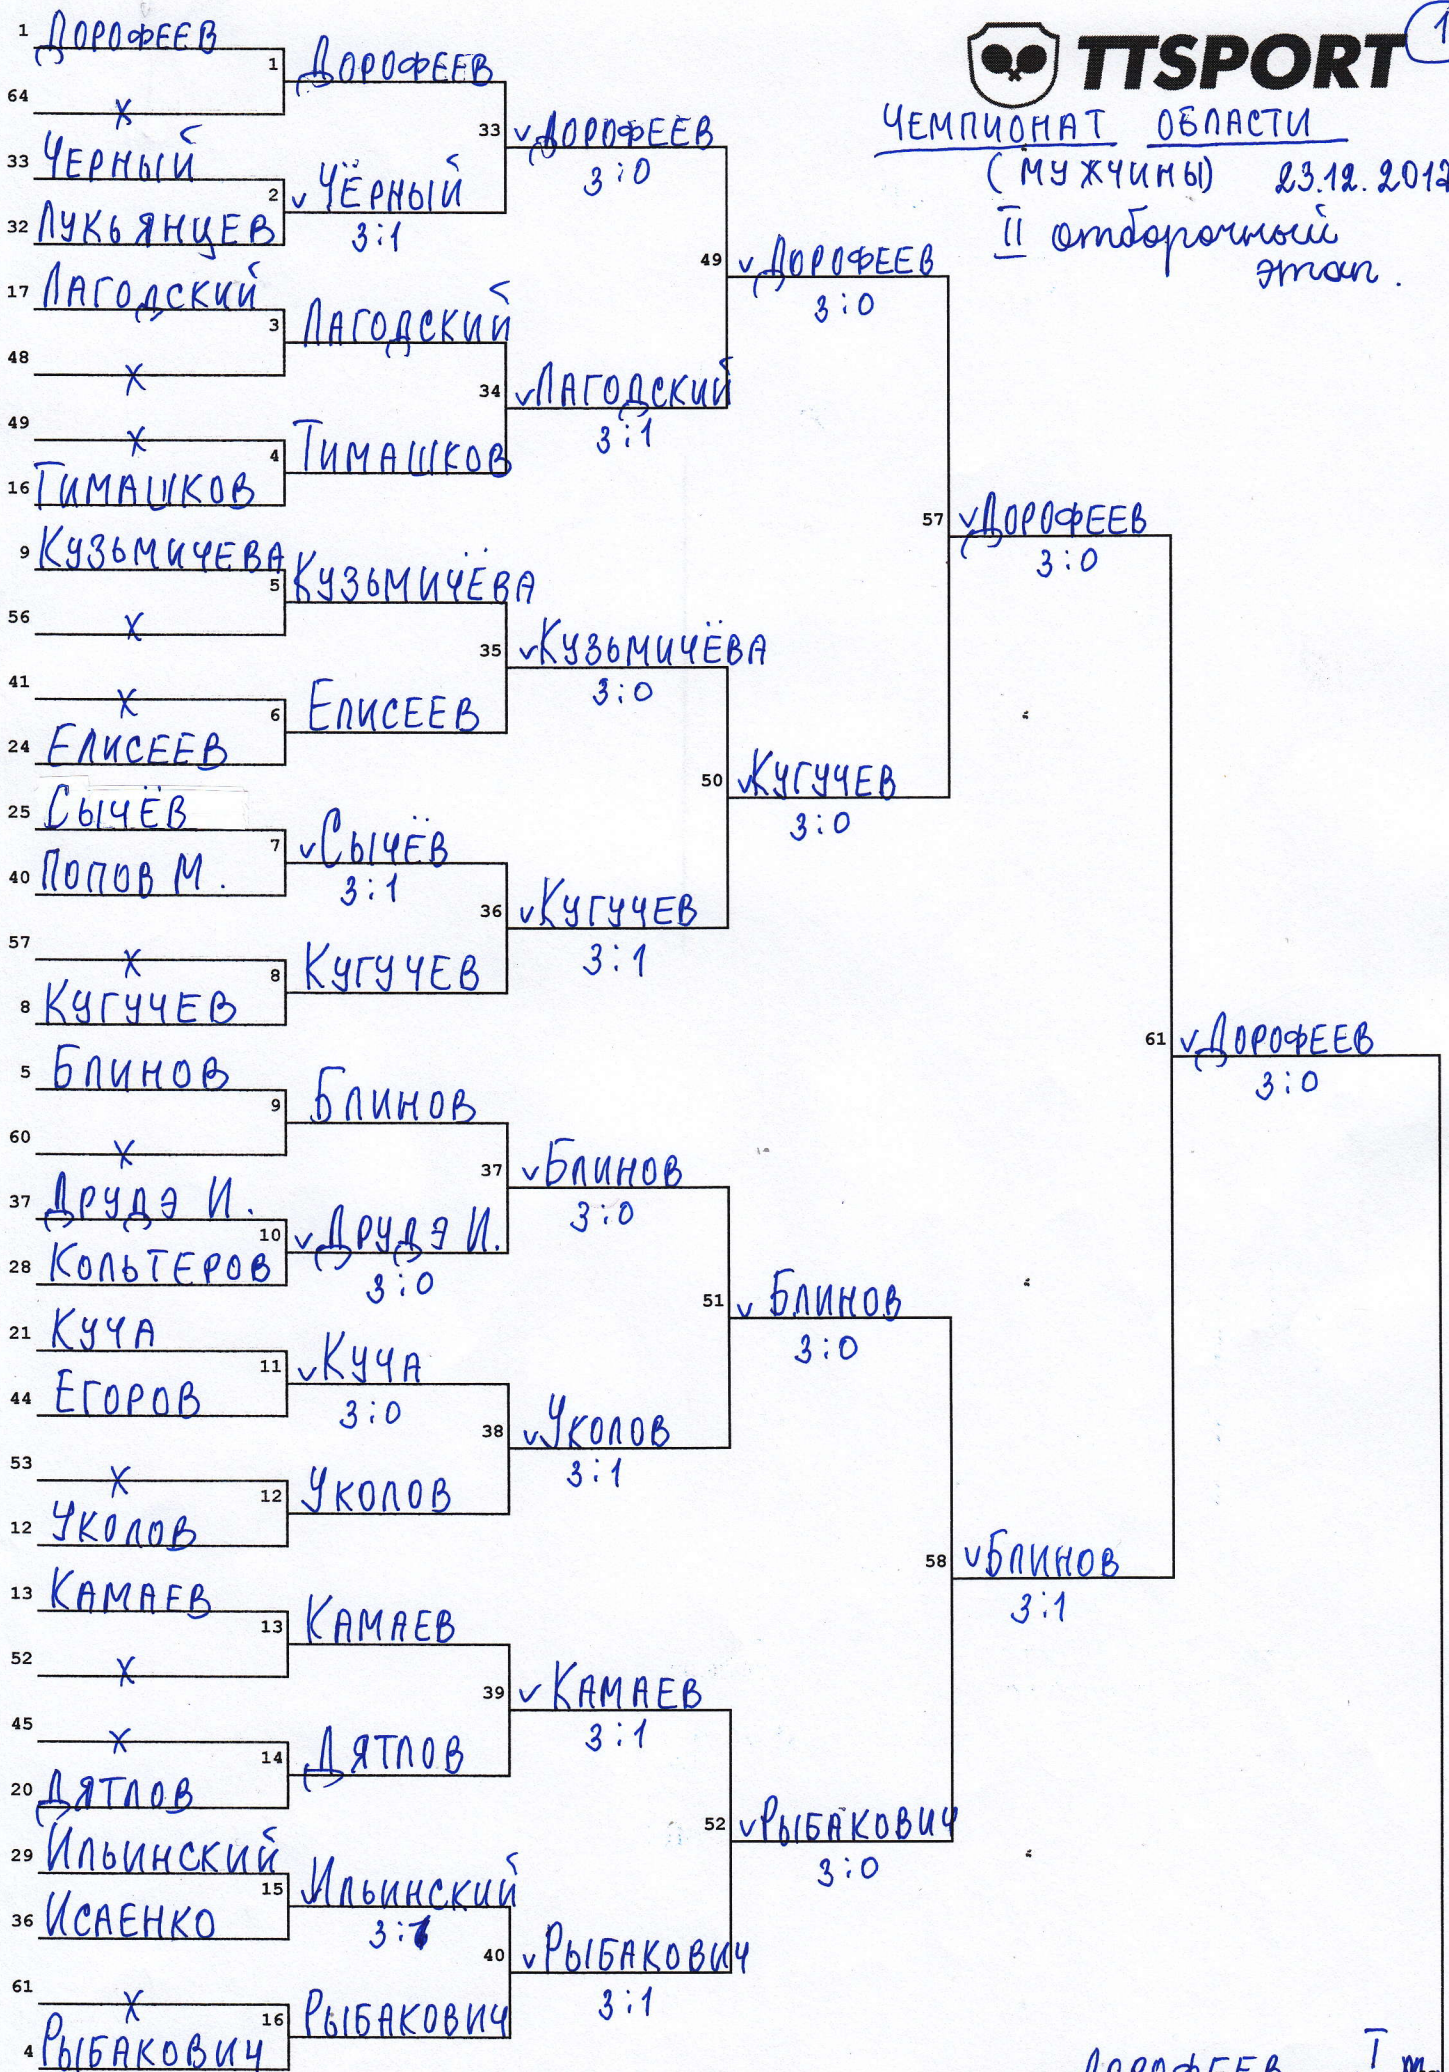 1
TTSPORT
ЧЕМПИОНАТ ОБЛАСТИ
(МУЖЧИНЫ) 23.12.2012
II отборочный
этап.
1 ДОРОФЕЕВ
64 X
33 ЧЕРНЫЙ
32 ЛУКЬЯНЦЕВ
17 ЛАГОДСКИЙ
48 X
49 X
16 ТИМАШКОВ
9 КУЗЬМИЧЕВА
56 X
41 X
24 ЕЛИСЕЕВ
25 СЫЧЁВ
40 ПОПОВ М.
57 X
8 КУГУЧЕВ
5 БЛИНОВ
60 X
37 ДРУДЭ И.
28 КОЛЬТЕРОВ
21 КУЧА
44 ЕГОРОВ
53 X
12 УКОЛОВ
13 КАМАЕВ
52 X
45 X
20 ДЯТЛОВ
29 ИЛЬИНСКИЙ
36 ИСАЕНКО
61 X
4 РЫБАКОВИЧ
1 ДОРОФЕЕВ
2 ЧЁРНЫЙ
3:1
3 ЛАГОДСКИЙ
4 ТИМАШКОВ
5 КУЗЬМИЧЁВА
6 ЕЛИСЕЕВ
7 СЫЧЁВ
3:1
8 КУГУЧЕВ
9 БЛИНОВ
10 ДРУДЭ И.
3:0
11 КУЧА
3:0
12 УКОЛОВ
13 КАМАЕВ
14 ДЯТЛОВ
15 ИЛЬИНСКИЙ
3:1
16 РЫБАКОВИЧ
33 ДОРОФЕЕВ
3:0
34 ЛАГОДСКИЙ
3:1
35 КУЗЬМИЧЁВА
3:0
36 КУГУЧЕВ
3:1
37 БЛИНОВ
3:0
38 УКОЛОВ
3:1
39 КАМАЕВ
3:1
40 РЫБАКОВИЧ
3:1
49 ДОРОФЕЕВ
3:0
50 КУГУЧЕВ
3:0
51 БЛИНОВ
3:0
52 РЫБАКОВИЧ
3:0
57 ДОРОФЕЕВ
3:0
58 БЛИНОВ
3:1
61 ДОРОФЕЕВ
3:0
ДОРОФЕЕВ I